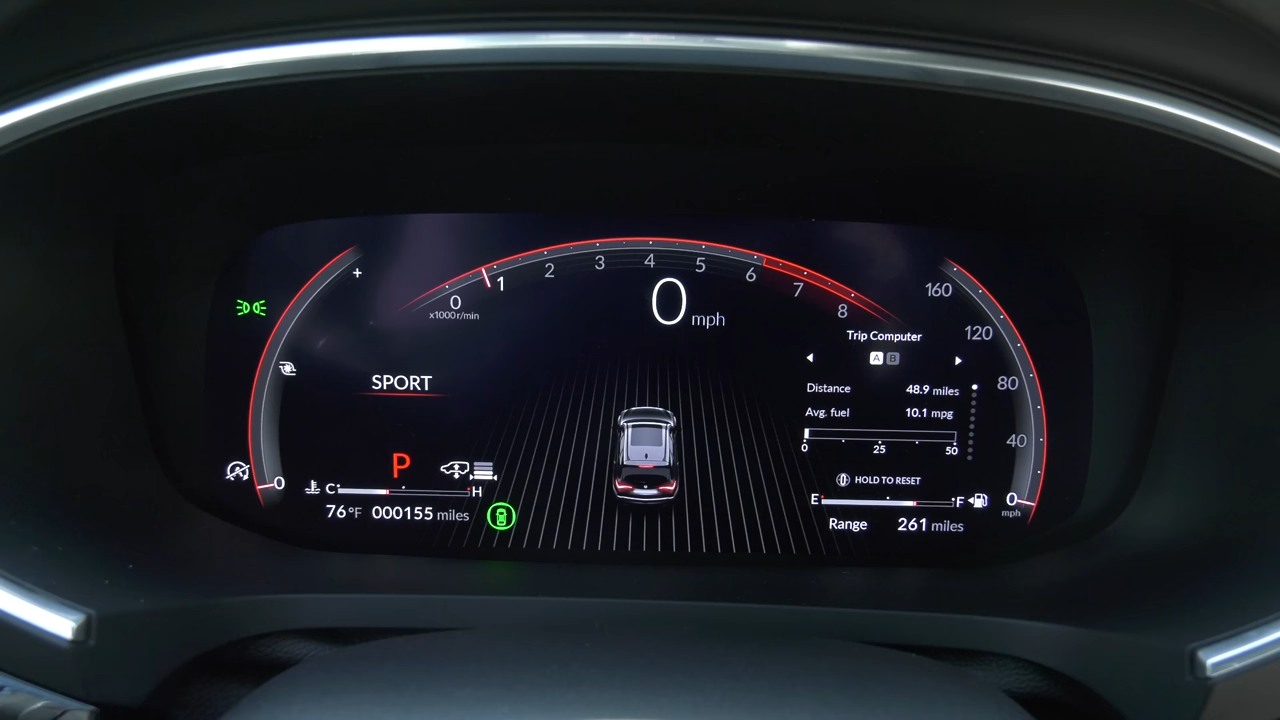 +
0
1
2
3
4
5
6
7
8
x1000r/min
0 mph
160
120
80
40
0
mph
Trip Computer
A B
Distance 48.9 miles
Avg. fuel 10.1 mpg
0 25 50
HOLD TO RESET
E F
Range 261 miles
SPORT
P
0
C H
76°F 000155 miles